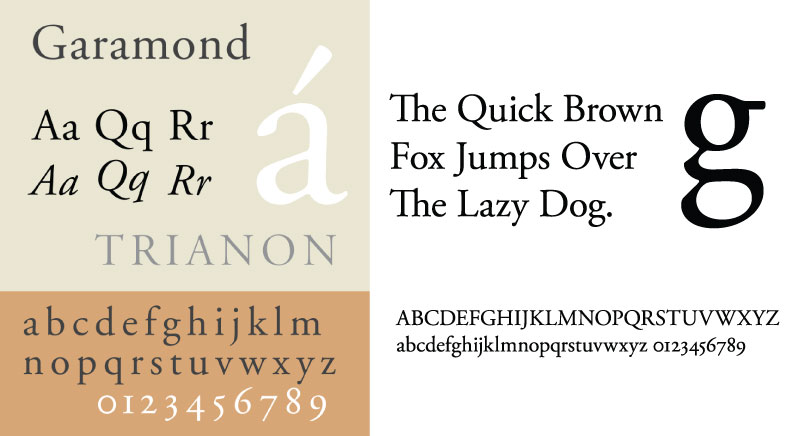 Garamond
Aa Qq Rr
Aa Qq Rr
á
TRIANON
abcdefghijklm
nopqrstuvwxyz
0123456789
The Quick Brown
Fox Jumps Over
The Lazy Dog.
g
ABCDEFGHIJKLMNOPQRSTUVWXYZ
abcdefghijklmnopqrstuvwxyz 0123456789